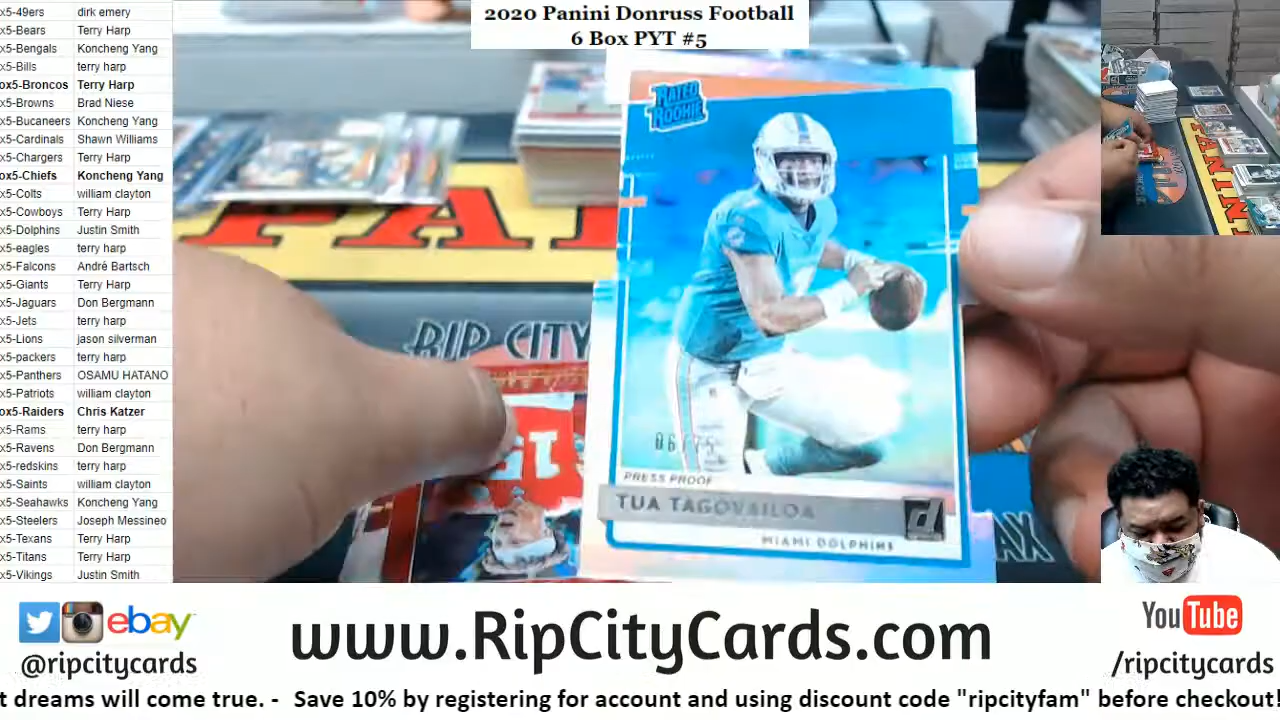 2020 Panini Donruss Football
6 Box PYT #5
x5-49ers dirk emery
x5-Bears Terry Harp
x5-Bengals Koncheng Yang
x5-Bills terry harp
ox5-Broncos Terry Harp
x5-Browns Brad Niese
x5-Bucaneers Koncheng Yang
x5-Cardinals Shawn Williams
x5-Chargers Terry Harp
ox5-Chiefs Koncheng Yang
x5-Colts william clayton
x5-Cowboys Terry Harp
x5-Dolphins Justin Smith
x5-eagles terry harp
x5-Falcons André Bartsch
x5-Giants Terry Harp
x5-Jaguars Don Bergmann
x5-Jets terry harp
x5-Lions jason silverman
x5-packers terry harp
x5-Panthers OSAMU HATANO
x5-Patriots william clayton
ox5-Raiders Chris Katzer
x5-Rams terry harp
x5-Ravens Don Bergmann
x5-redskins terry harp
x5-Saints william clayton
x5-Seahawks Koncheng Yang
x5-Steelers Joseph Messineo
x5-Texans Terry Harp
x5-Titans Terry Harp
x5-Vikings Justin Smith
RATED
ROOKIE
RIP CITY
06/75
PRESS PROOF
TUA TAGOVAILOA
d
MIAMI DOLPHINS
ebay
@ripcitycards
www.RipCityCards.com
YouTube
/ripcitycards
t dreams will come true. - Save 10% by registering for account and using discount code "ripcityfam" before checkout!